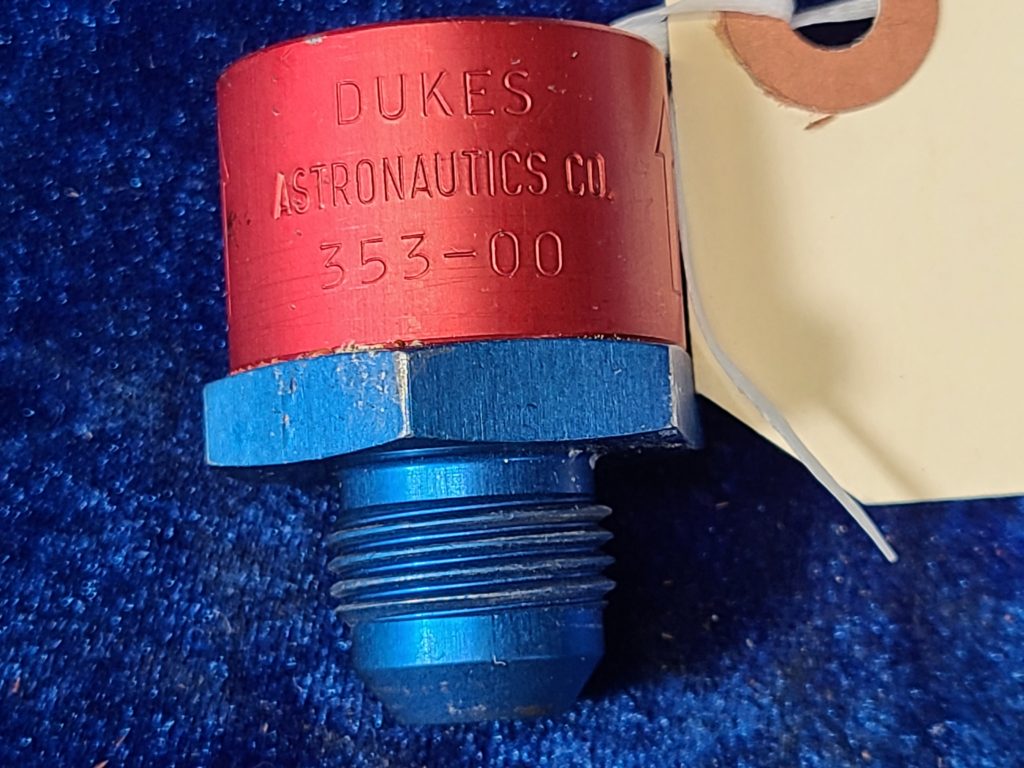 DUKES
ASTRONAUTICS CO.
353-00